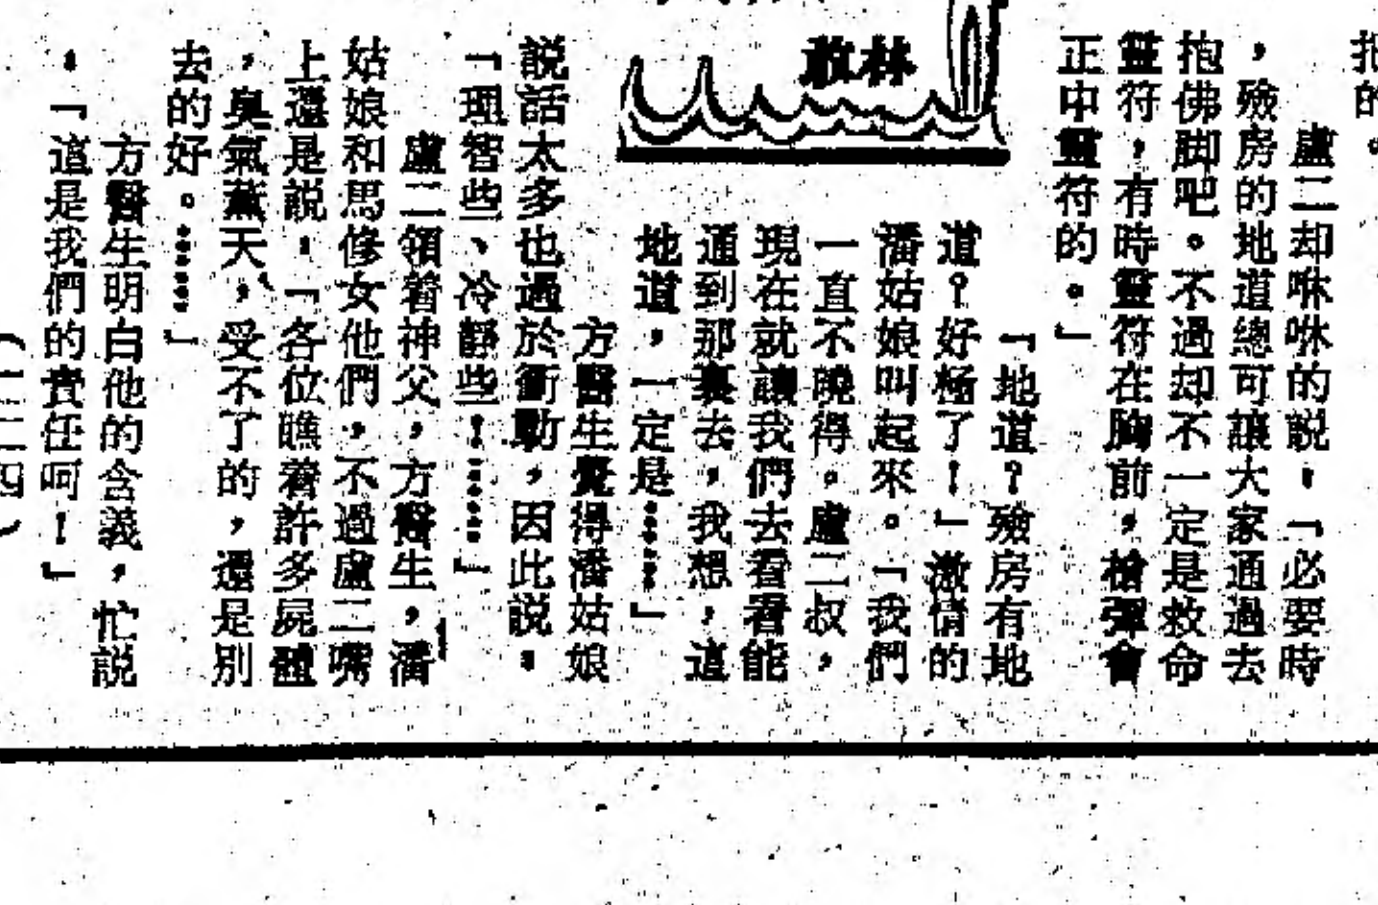 把的。
盧二却咻咻的説，「必要時
，殮房的地道總可讓大家通過去
抱佛脚吧。不過却不一定是救命
靈符，有時靈符在胸前，槍彈會
正中靈符的。」
林敢
「地道？殮房有地
道？好極了！」激情的
潘姑娘叫起來。「我們
一直不曉得。盧二叔，
現在就讓我們去看看能
通到那裏去，我想，這
地道，一定是……」
方醫生覺得潘姑娘
説話太多也過於衝動，因此説：
「理智些、冷靜些！……」
盧二領着神父，方醫生，潘
姑娘和馬修女他們，不過盧二嘴
上還是説：「各位瞧着許多屍體
，臭氣薰天，受不了的，還是別
去的好。……」
方醫生明白他的含義，忙説
：「這是我們的責任呵！」
（二二四）